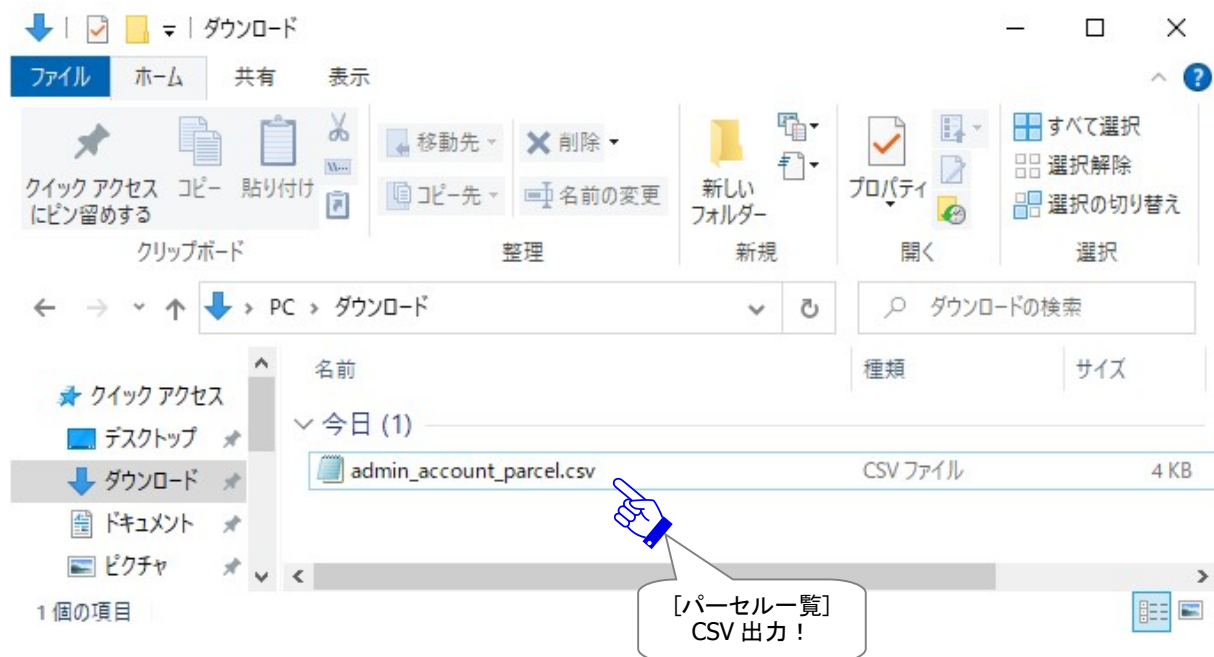 ダウンロード
ファイル ホーム 共有 表示
クイック アクセス
にピン留めする
コピー
貼り付け
移動先
コピー先
削除
名前の変更
新しい
フォルダー
プロパティ
すべて選択
選択解除
選択の切り替え
クリップボード 整理 新規 開く 選択
PC › ダウンロード
ダウンロードの検索
名前 種類 サイズ
クイック アクセス
今日 (1)
デスクトップ
admin_account_parcel.csv CSV ファイル 4 KB
ダウンロード
ドキュメント
ピクチャ
[パーセル一覧]
CSV 出力！
1 個の項目